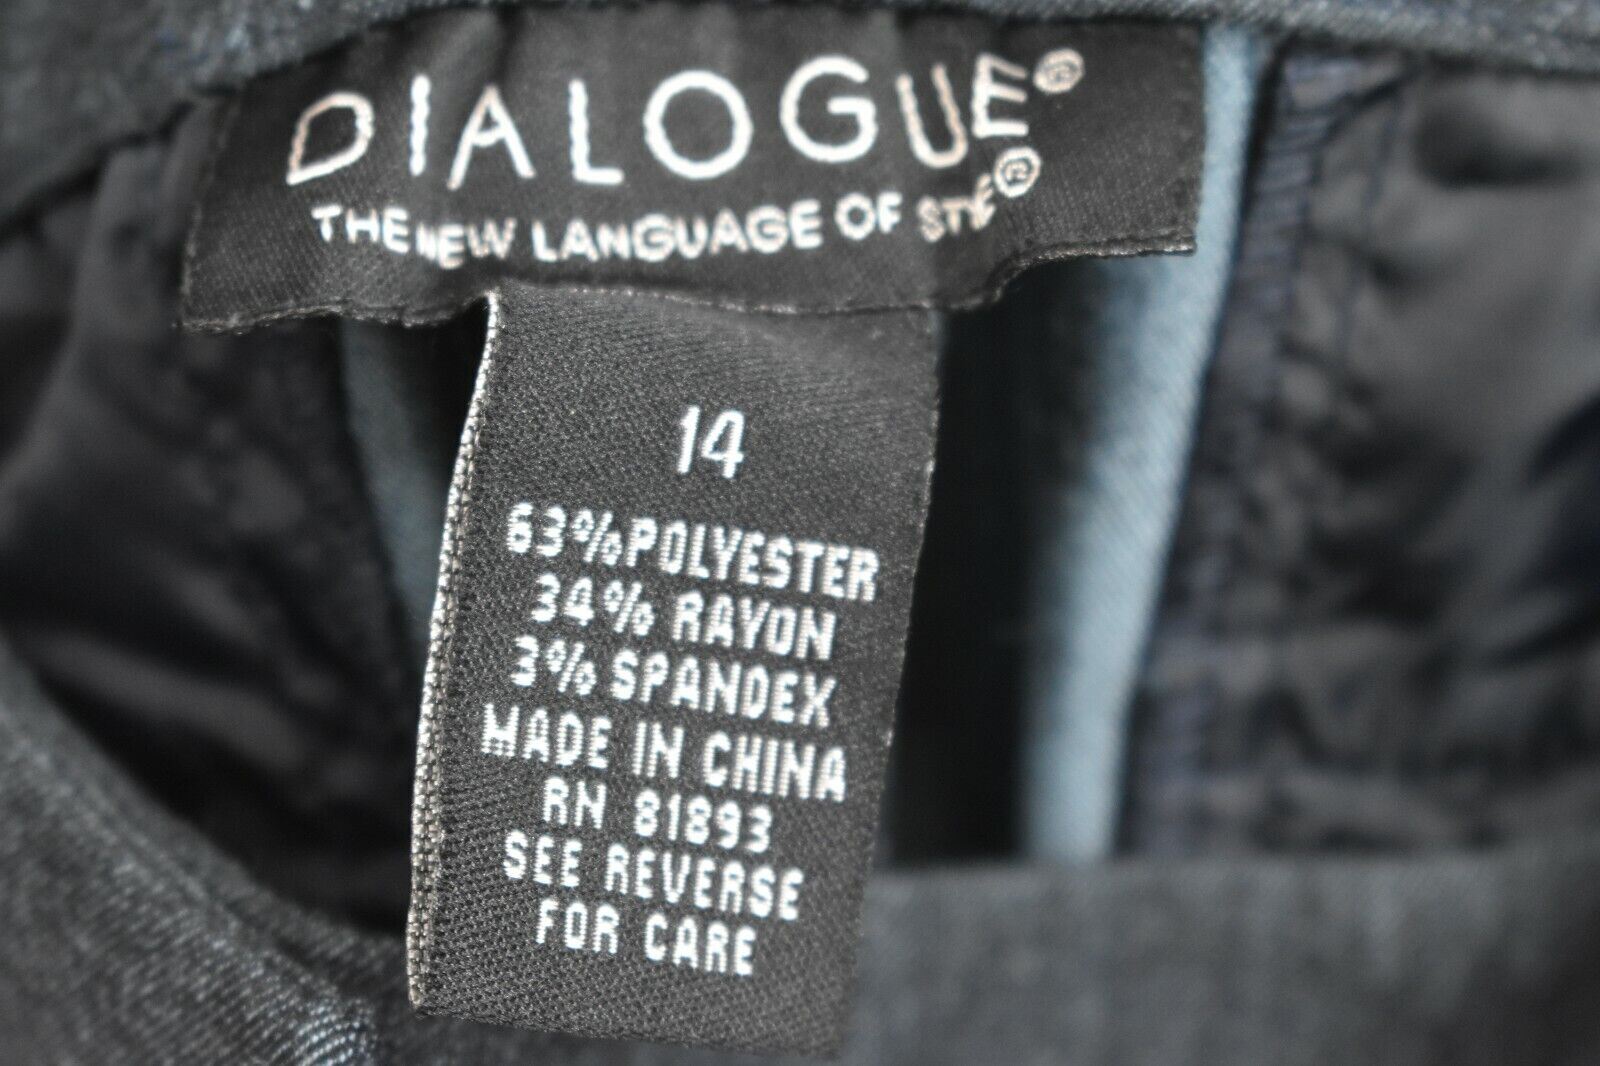 DIALOGUE®
THE NEW LANGUAGE OF ®
14
63% POLYESTER
34% RAYON
3% SPANDEX
MADE IN CHINA
RN 81893
SEE REVERSE
FOR CARE